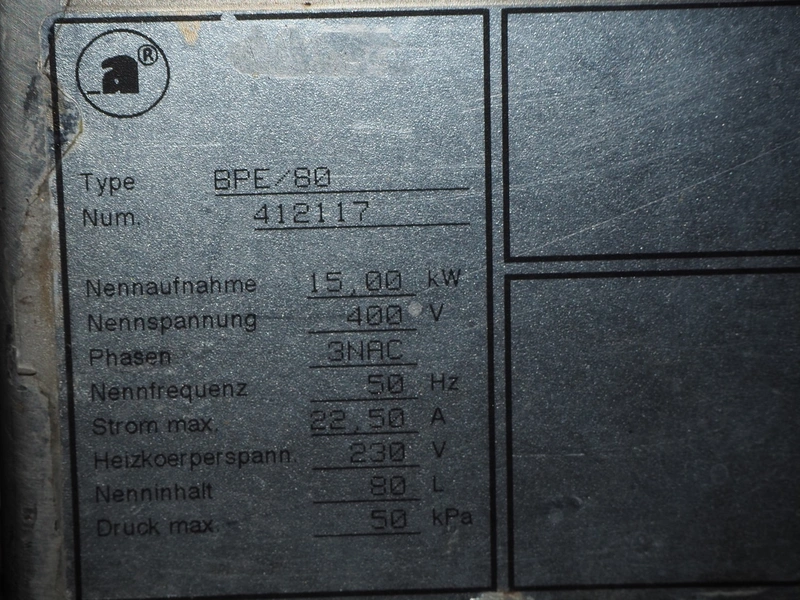 a®
Type BPE/80
Num. 412117
Nennaufnahme 15,00 kW
Nennspannung 400 V
Phasen 3NAC
Nennfrequenz 50 Hz
Strom max. 22,50 A
Heizkoerperspann. 230 V
Nenninhalt 80 L
Druck max 50 kPa